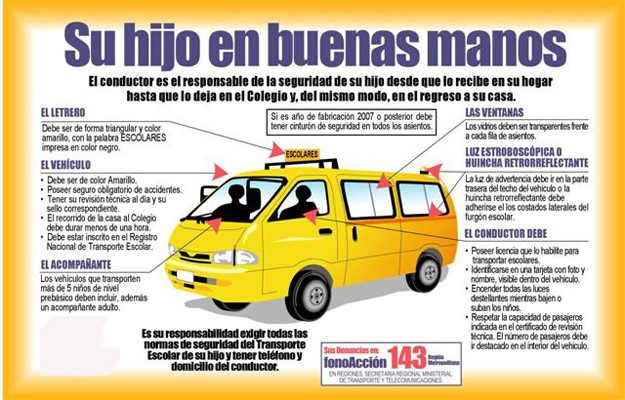 Su hijo en buenas manos
El conductor es el responsable de la seguridad de su hijo desde que lo recibe en su hogar
hasta que lo deja en el Colegio y, del mismo modo, en el regreso a su casa.
EL LETRERO
Debe ser de forma triangular y color
amarillo, con la palabra ESCOLARES
impresa en color negro.
EL VEHÍCULO
• Debe ser de color Amarillo.
• Poseer seguro obligatorio de accidentes.
• Tener su revisión técnica al día y su
sello correspondiente.
• El recorrido de la casa al Colegio
debe durar menos de una hora.
• Debe estar inscrito en el Registro
Nacional de Transporte Escolar.
EL ACOMPAÑANTE
Los vehículos que transporten
más de 5 niños de nivel
prebásico deben incluir, además
un acompañante adulto.
Si es año de fabricación 2007 o posterior debe
tener cinturón de seguridad en todos los asientos.
ESCOLARES
LAS VENTANAS
Los vidrios deben ser transparentes frente
a cada fila de asientos.
LUZ ESTROBOSCÓPICA O
HUINCHA RETRORREFLECTANTE
La luz de advertencia debe ir en la parte
trasera del techo del vehículo o la
huincha retrorreflectante debe
adherirse el los costados laterales del
furgón escolar.
EL CONDUCTOR DEBE
• Poseer licencia que lo habilite para
transportar escolares.
• Identificarse en una tarjeta con foto y
nombre, visible dentro del vehículo.
• Encender todas las luces
destellantes mientras bajen o
suban los niños.
• Respetar la capacidad de pasajeros
indicada en el certificado de revisión
técnica. El número de pasajeros debe
ir destacado en el interior del vehículo.
Es su responsabilidad exigir todas las
normas de seguridad del Transporte
Escolar de su hijo y tener teléfono y
domicilio del conductor.
Sus Denuncias en:
fonoAcción 143 Región Metropolitana
EN REGIONES, SECRETARIA REGIONAL MINISTERIAL
DE TRANSPORTE Y TELECOMUNICACIONES